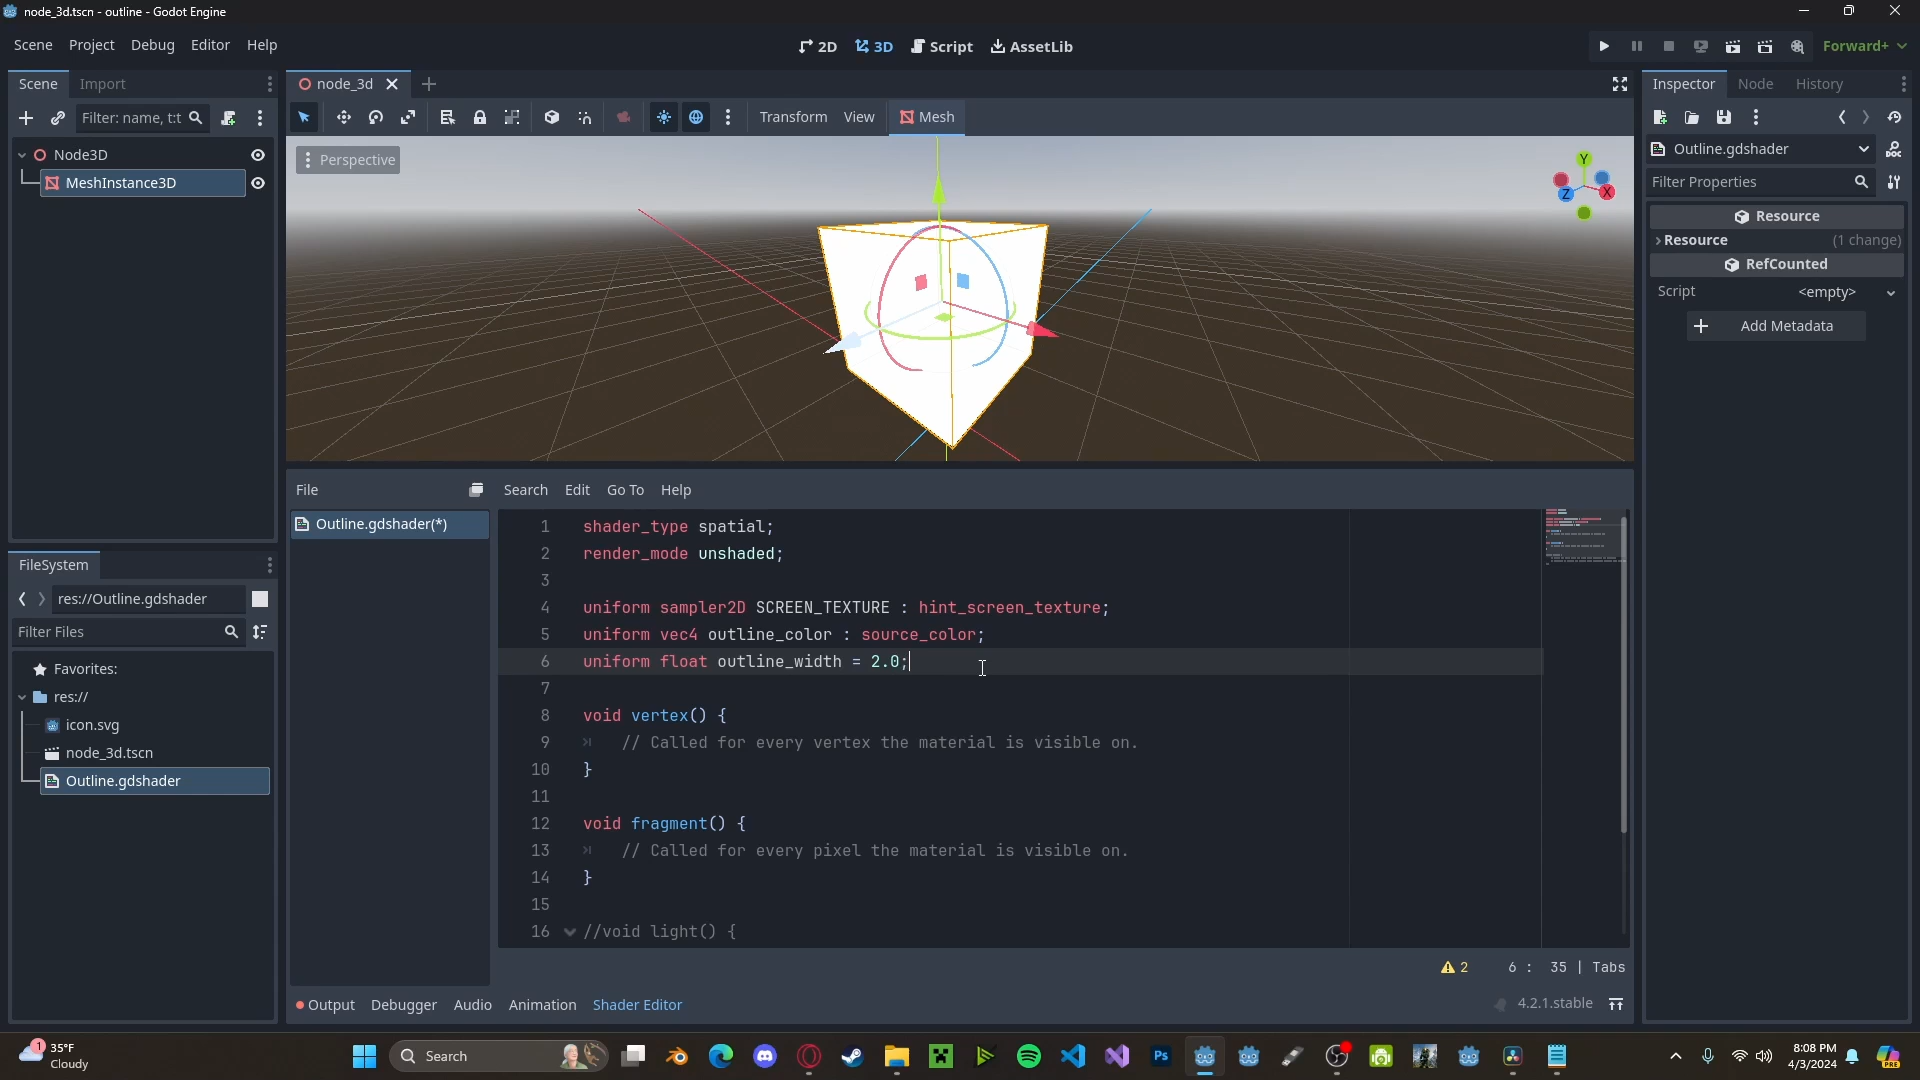 node_3d.tscn - outline - Godot Engine
Scene Project Debug Editor Help
2D 3D Script AssetLib
Forward+
Scene Import
node_3d
Inspector Node History
Filter: name, t:t
Transform View Mesh
Node3D
MeshInstance3D
Perspective
Y
Z X
Outline.gdshader
Filter Properties
Resource
Resource (1 change)
RefCounted
Script <empty>
Add Metadata
File
Search Edit Go To Help
Outline.gdshader(*)
1 shader_type spatial;
2 render_mode unshaded;
3
4 uniform sampler2D SCREEN_TEXTURE : hint_screen_texture;
5 uniform vec4 outline_color : source_color;
6 uniform float outline_width = 2.0;
7
8 void vertex() {
9 // Called for every vertex the material is visible on.
10 }
11
12 void fragment() {
13 // Called for every pixel the material is visible on.
14 }
15
16 //void light() {
FileSystem
res://Outline.gdshader
Filter Files
Favorites:
res://
icon.svg
node_3d.tscn
Outline.gdshader
2 6 : 35 | Tabs
Output Debugger Audio Animation Shader Editor
4.2.1.stable
1
35°F
Cloudy
Search
Ps
8:08 PM
4/3/2024
PRE